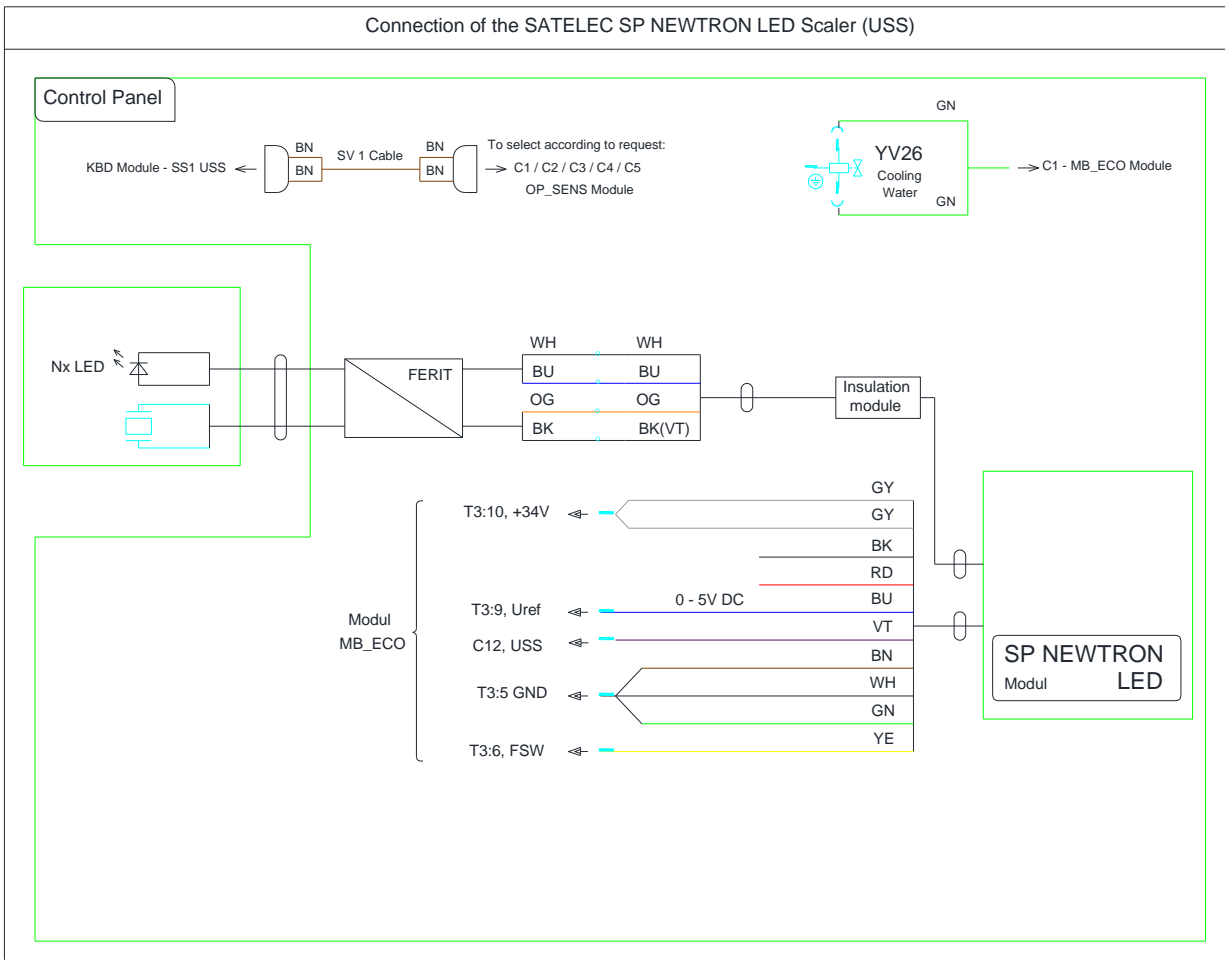 Connection of the SATELEC SP NEWTRON LED Scaler (USS)
Control Panel
KBD Module - SS1 USS
BN
BN
SV 1 Cable
BN
BN
To select according to request:
C1 / C2 / C3 / C4 / C5
OP_SENS Module
GN
YV26
Cooling
Water
GN
C1 - MB_ECO Module
Nx LED
FERIT
WH WH
BU BU
OG OG
BK BK(VT)
Insulation
module
Modul
MB_ECO
T3:10, +34V
GY
GY
BK
RD
T3:9, Uref
0 - 5V DC
BU
C12, USS
VT
BN
T3:5 GND
WH
GN
T3:6, FSW
YE
SP NEWTRON
Modul LED